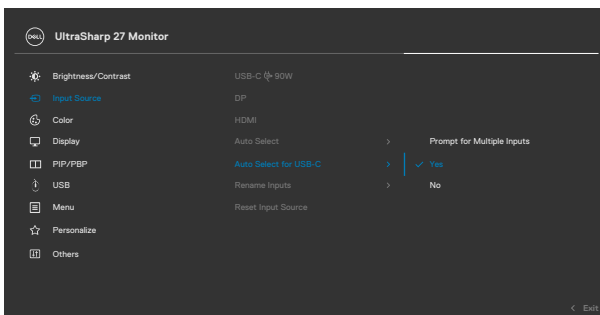 DELL
UltraSharp 27 Monitor
Brightness/Contrast
Input Source
Color
Display
PIP/PBP
USB
Menu
Personalize
Others
USB-C 90W
DP
HDMI
Auto Select >
Auto Select for USB-C >
Rename Inputs >
Reset Input Source
Prompt for Multiple Inputs
✓ Yes
No
< Exit